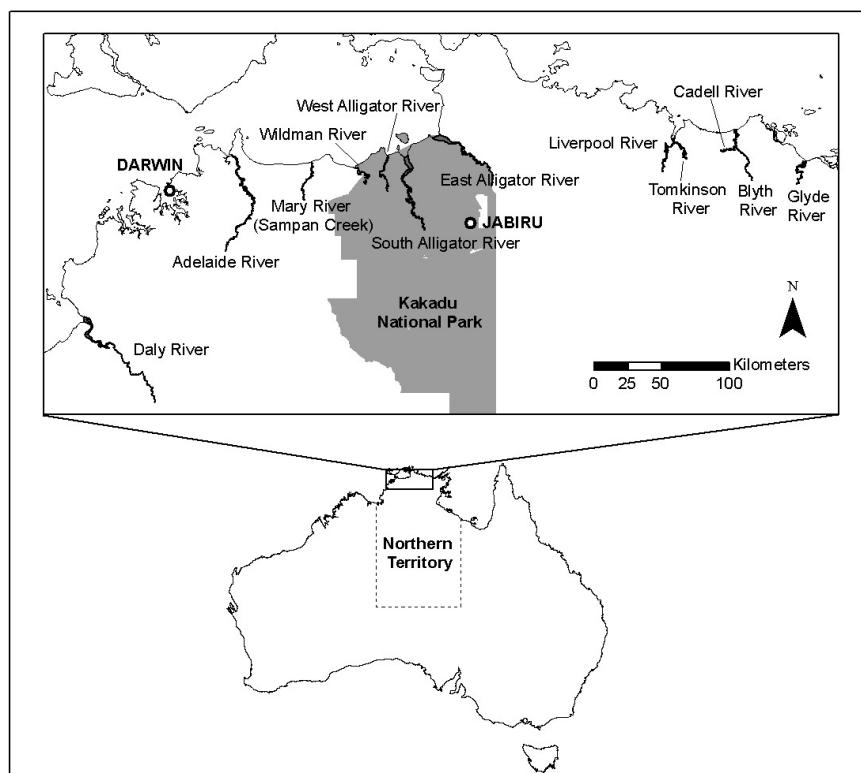 West Alligator River
Cadell River
Wildman River
Liverpool River
DARWIN
East Alligator River
Tomkinson
River
Blyth
River
Glyde
River
Mary River
(Sampan Creek)
JABIRU
South Alligator River
Adelaide River
Kakadu
National Park
N
Daly River
Kilometers
0 25 50 100
Northern
Territory